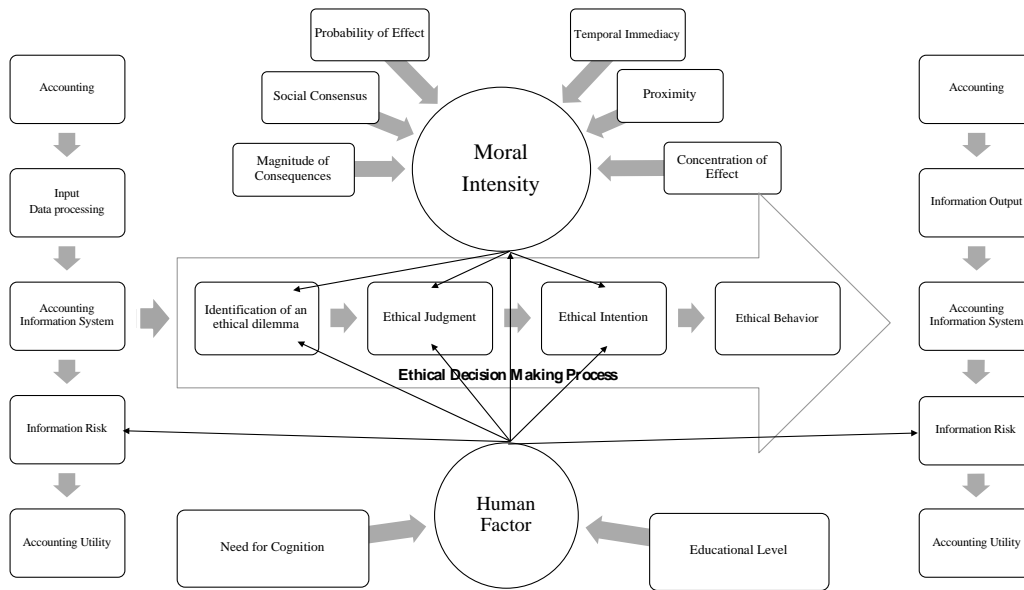 Probability of Effect
Temporal Immediacy
Social Consensus
Proximity
Magnitude of
Consequences
Concentration of
Effect
Moral
Intensity
Accounting
Input
Data processing
Accounting
Information System
Information Risk
Accounting Utility
Identification of an
ethical dilemma
Ethical Judgment
Ethical Intention
Ethical Behavior
Ethical Decision Making Process
Human
Factor
Need for Cognition
Educational Level
Accounting
Information Output
Accounting
Information System
Information Risk
Accounting Utility